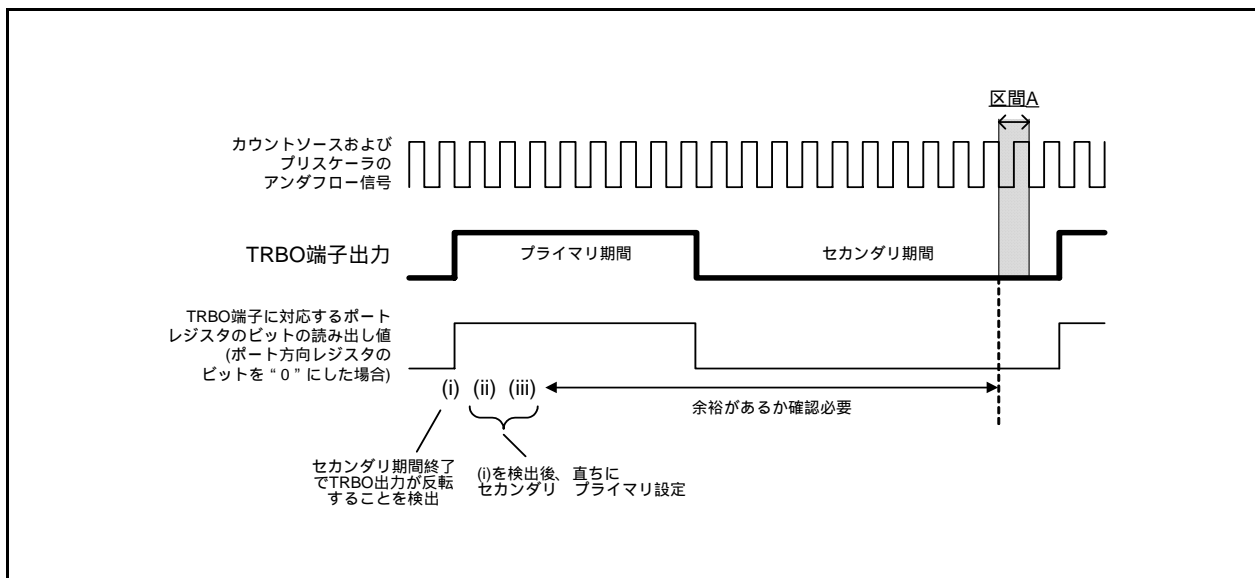 区間A
カウントソースおよび
プリスケーラの
アンダフロー信号
TRBO端子出力
プライマリ期間
セカンダリ期間
TRBO端子に対応するポート
レジスタのビットの読み出し値
(ポート方向レジスタの
ビットを“0”にした場合)
(i) (ii) (iii)
余裕があるか確認必要
セカンダリ期間終了
でTRBO出力が反転
することを検出
(i)を検出後、直ちに
セカンダリ　プライマリ設定